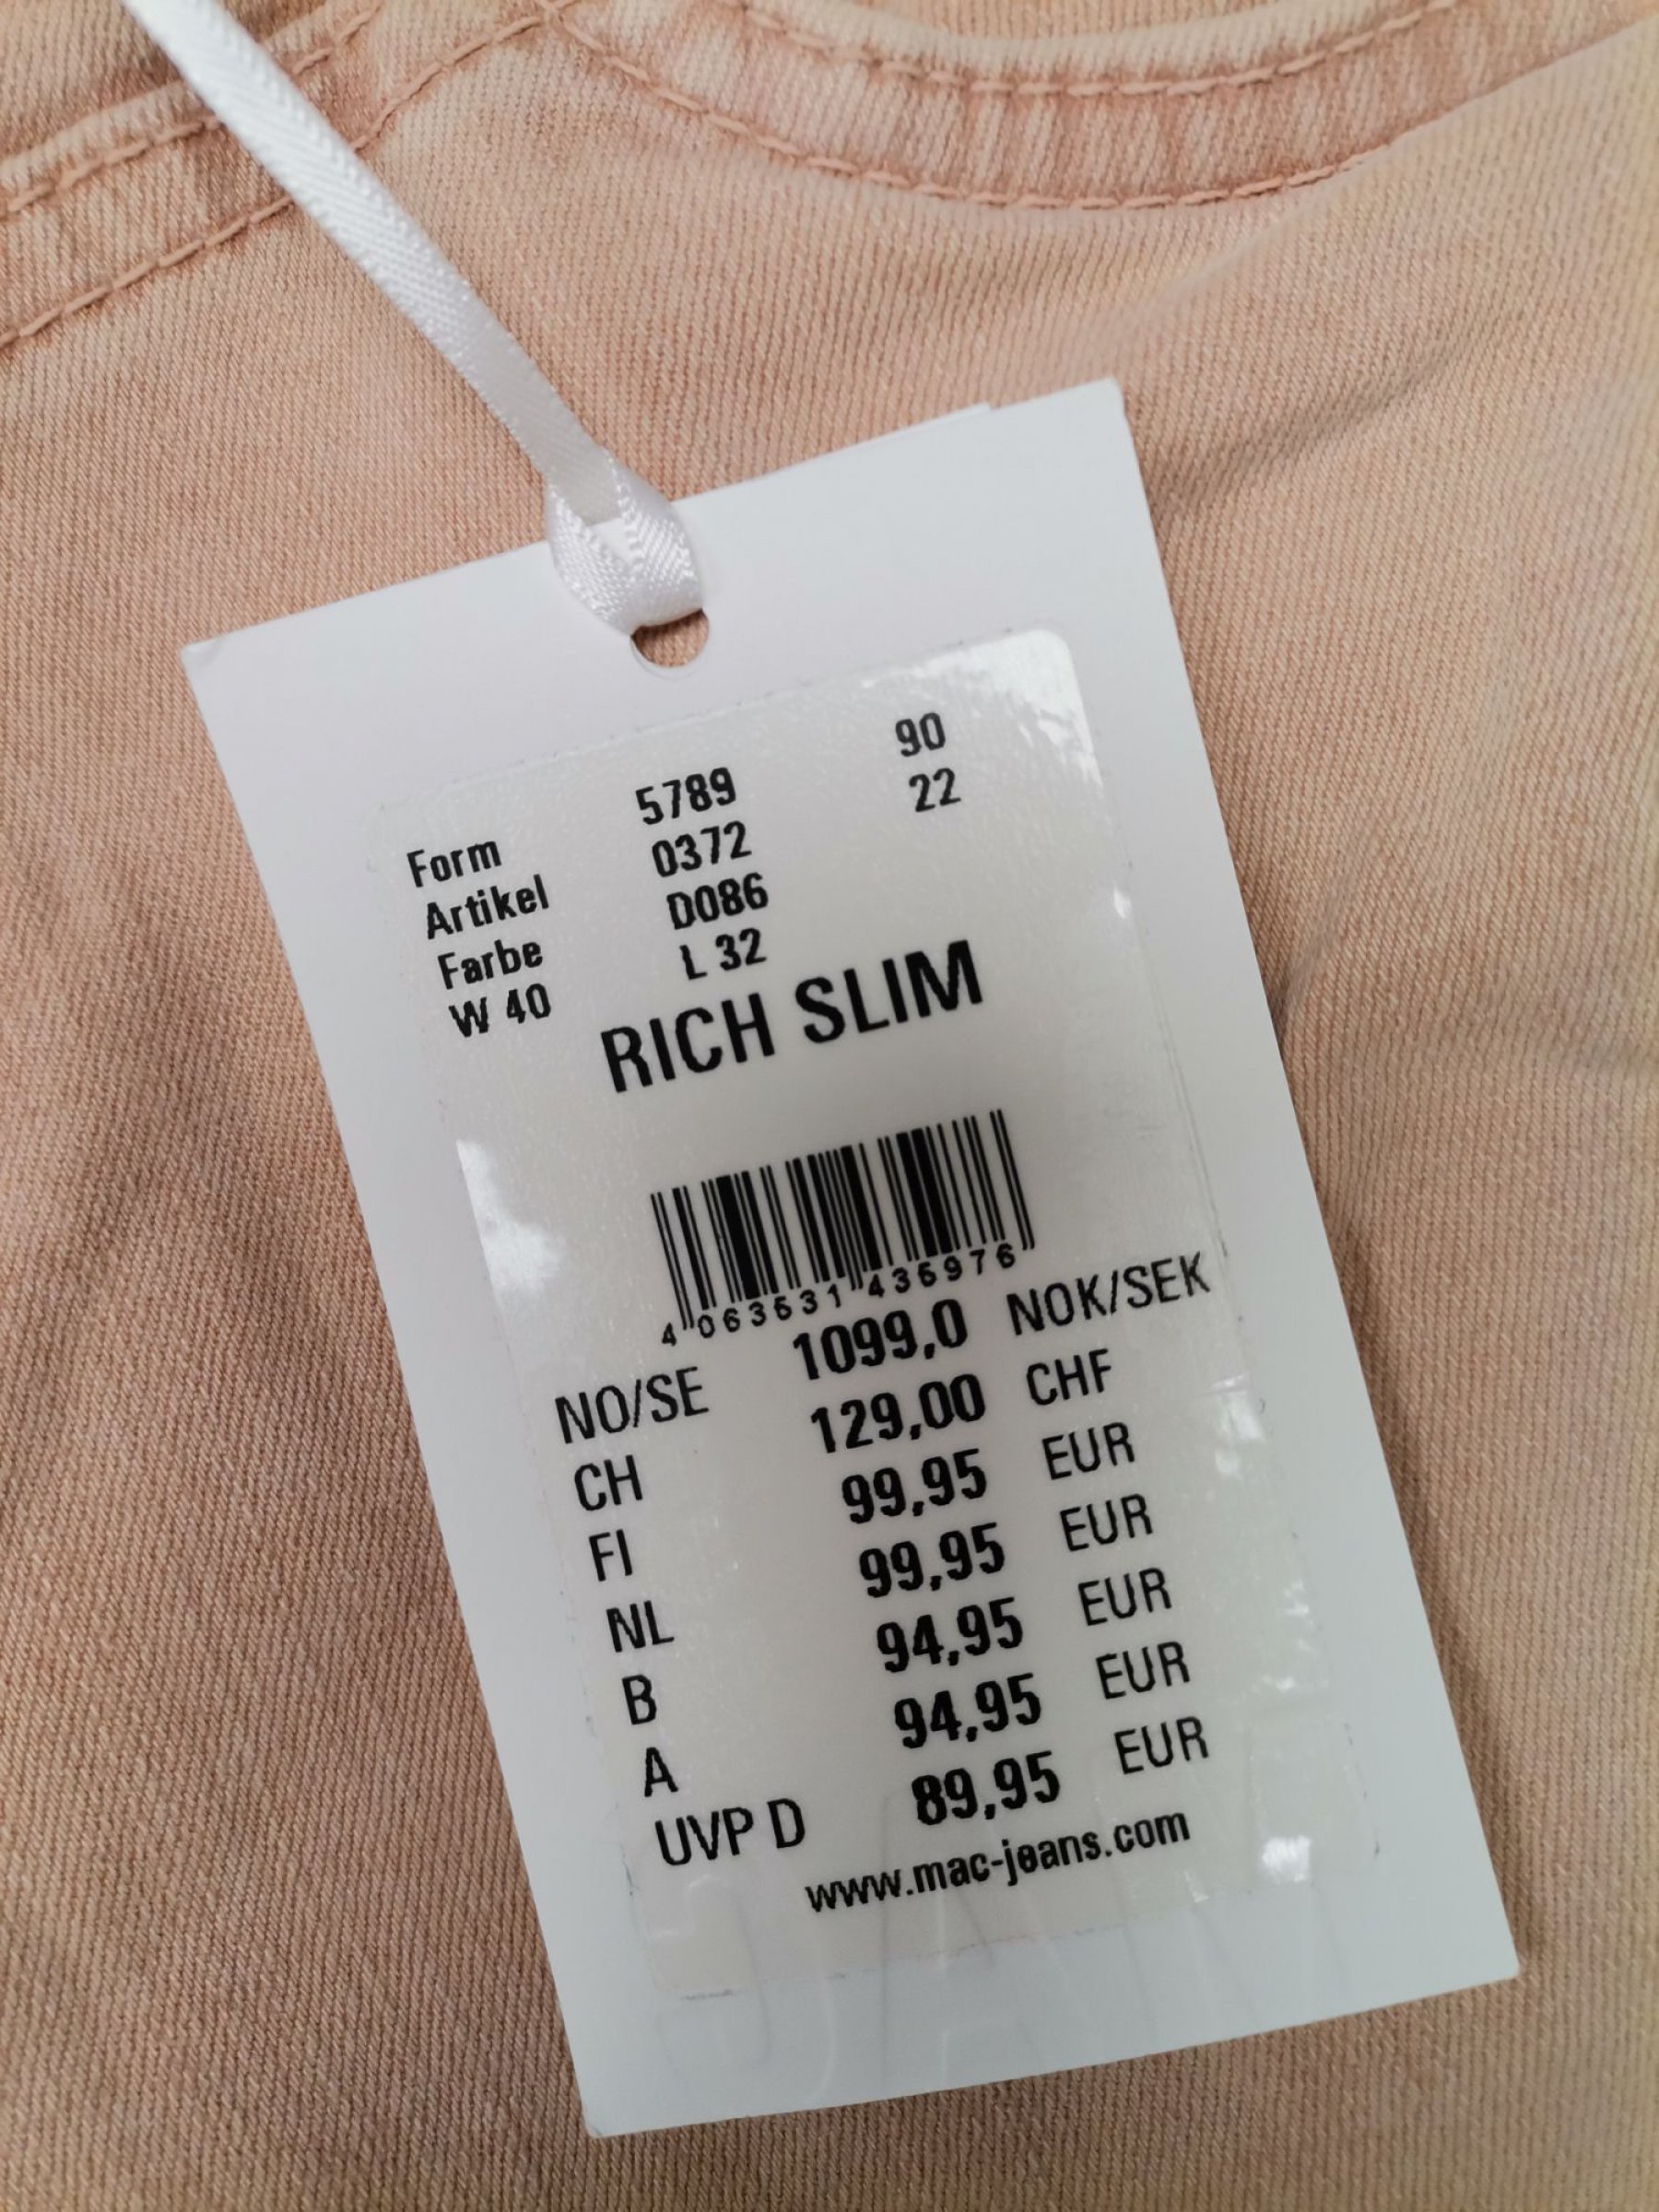 Form 5789 90
Artikel 0372 22
Farbe D086
W 40 L 32
RICH SLIM
NO/SE 1099,0 NOK/SEK
CH 129,00 CHF
FI 99,95 EUR
NL 99,95 EUR
B 94,95 EUR
A 94,95 EUR
UVP D 89,95 EUR
www.mac-jeans.com